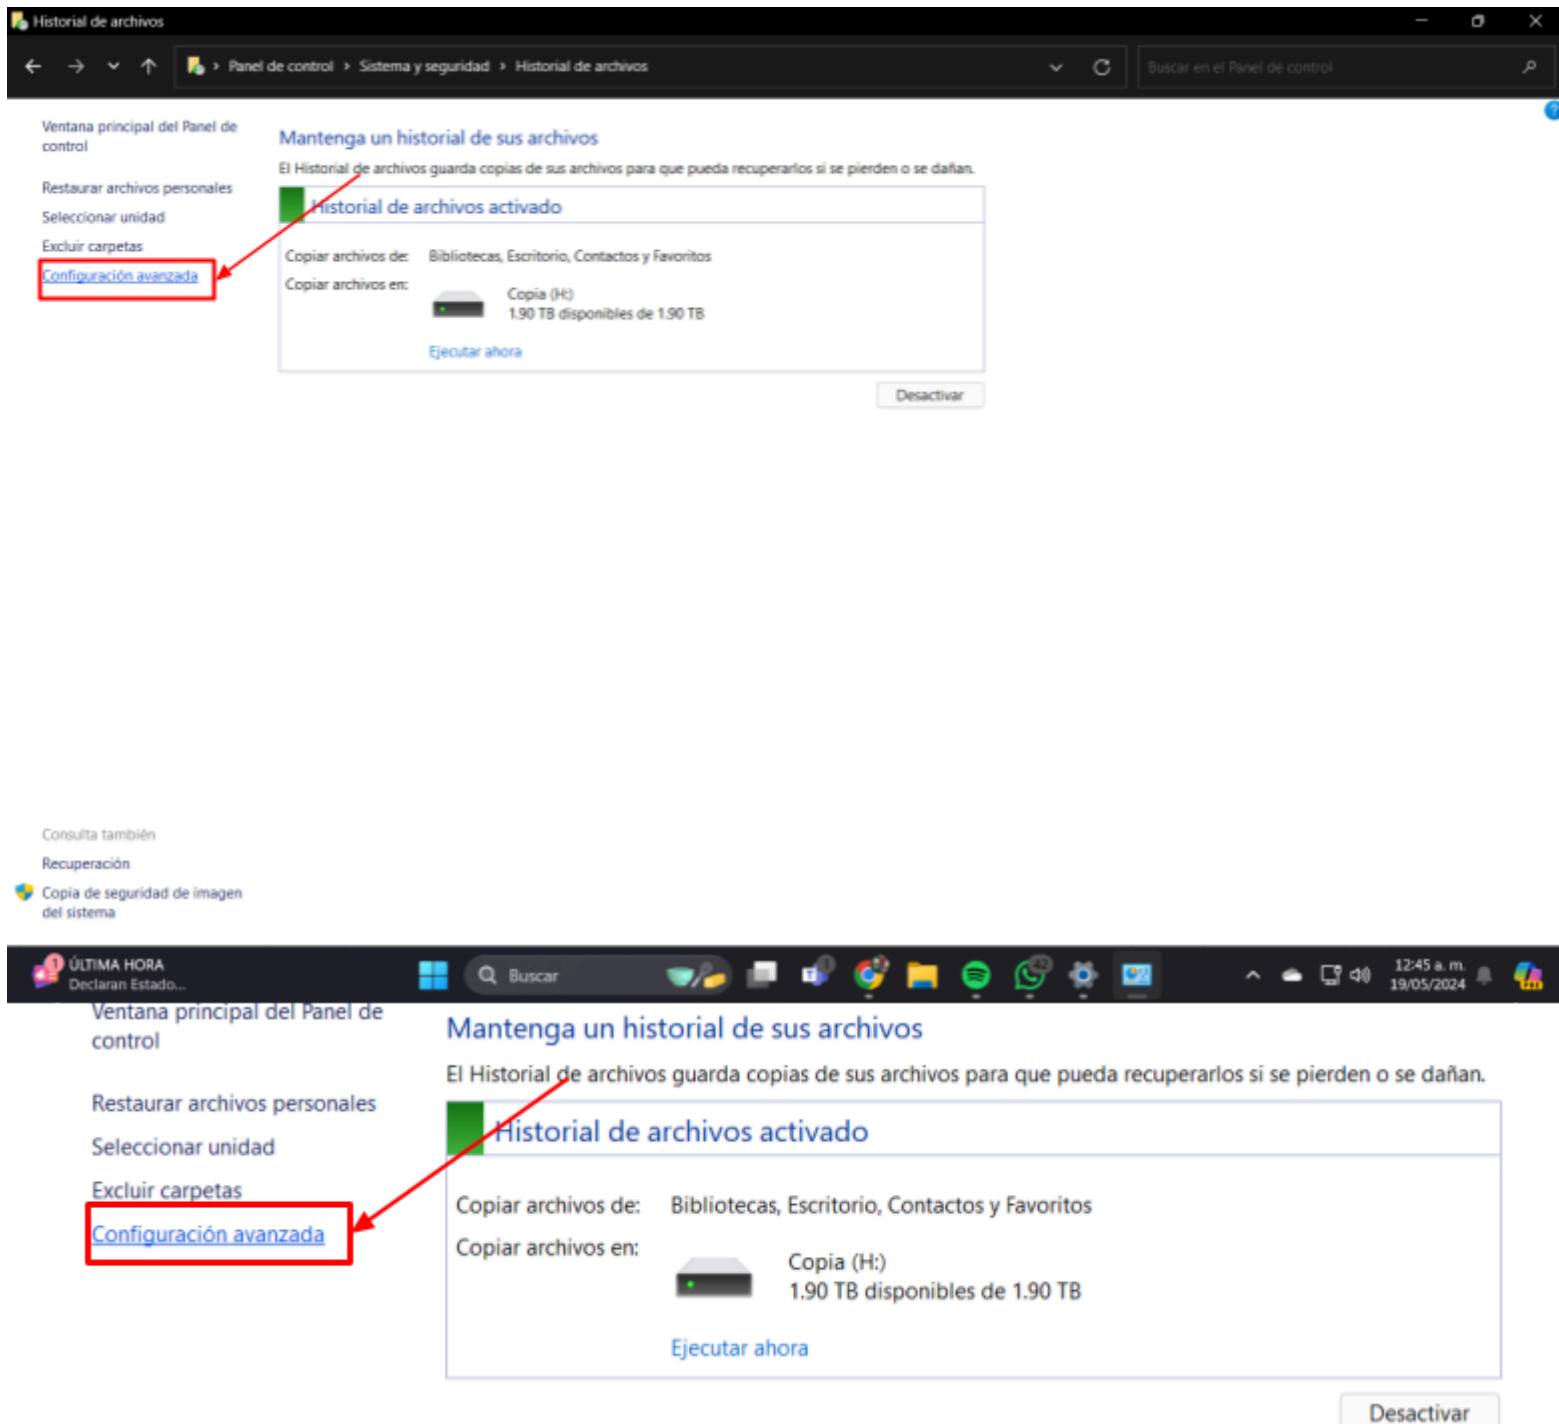 Historial de archivos
Panel de control > Sistema y seguridad > Historial de archivos
Buscar en el Panel de control
Ventana principal del Panel de
control
Restaurar archivos personales
Seleccionar unidad
Excluir carpetas
Configuración avanzada
Mantenga un historial de sus archivos
El Historial de archivos guarda copias de sus archivos para que pueda recuperarlos si se pierden o se dañan.
Historial de archivos activado
Copiar archivos de: Bibliotecas, Escritorio, Contactos y Favoritos
Copiar archivos en:
Copia (H:)
1.90 TB disponibles de 1.90 TB
Ejecutar ahora
Desactivar
Consulta también
Recuperación
Copia de seguridad de imagen
del sistema
1
ÚLTIMA HORA
Declaran Estado...
Buscar
42
12:45 a. m.
19/05/2024
Ventana principal del Panel de
control
Restaurar archivos personales
Seleccionar unidad
Excluir carpetas
Configuración avanzada
Mantenga un historial de sus archivos
El Historial de archivos guarda copias de sus archivos para que pueda recuperarlos si se pierden o se dañan.
Historial de archivos activado
Copiar archivos de: Bibliotecas, Escritorio, Contactos y Favoritos
Copiar archivos en:
Copia (H:)
1.90 TB disponibles de 1.90 TB
Ejecutar ahora
Desactivar